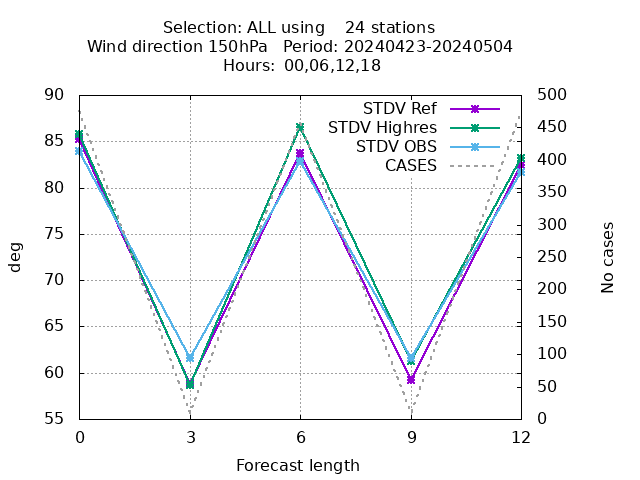 Selection: ALL using    24 stations
Wind direction 150hPa   Period: 20240423-20240504
Hours:  00,06,12,18
STDV Ref
STDV Highres
STDV OBS
CASES
90
85
80
75
70
65
60
55
500
450
400
350
300
250
200
150
100
50
0
deg
No cases
0 3 6 9 12
Forecast length